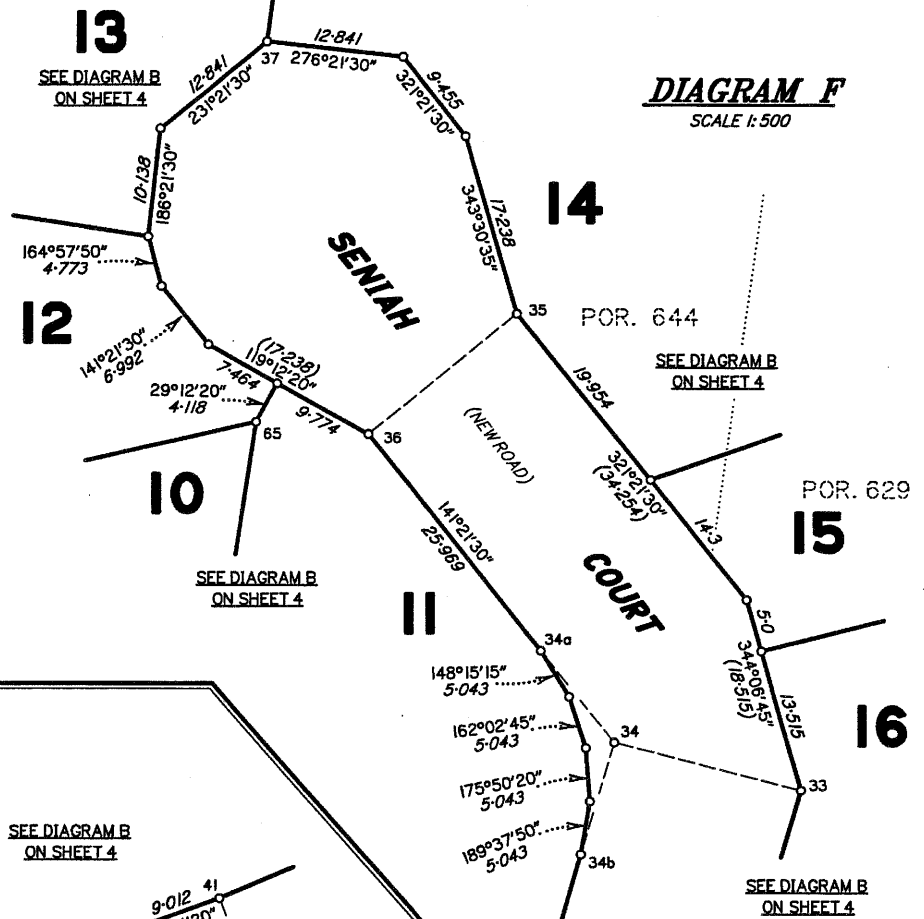 13
SEE DIAGRAM B
ON SHEET 4
12·841
231°21'30"
37
12·841
276°21'30"
9·455
321°21'30"
DIAGRAM F
SCALE 1:500
10·138
186°21'30"
17·238
343°30'35"
14
164°57'50"
4·773
SENIAH
12
35
POR. 644
141°21'30"
6·992
(17·238)
119°12'20"
7·464
SEE DIAGRAM B
ON SHEET 4
29°12'20"
4·118
9·774
19·954
65
36
(NEW ROAD)
321°21'30"
(34·254)
10
141°21'30"
25·969
POR. 629
14·3
15
SEE DIAGRAM B
ON SHEET 4
COURT
11
5·0
34a
344°06'45"
(18·515)
148°15'15"
5·043
13·515
162°02'45"
5·043
34
16
175°50'20"
5·043
33
SEE DIAGRAM B
ON SHEET 4
189°37'50"
5·043
34b
SEE DIAGRAM B
ON SHEET 4
9·012
41